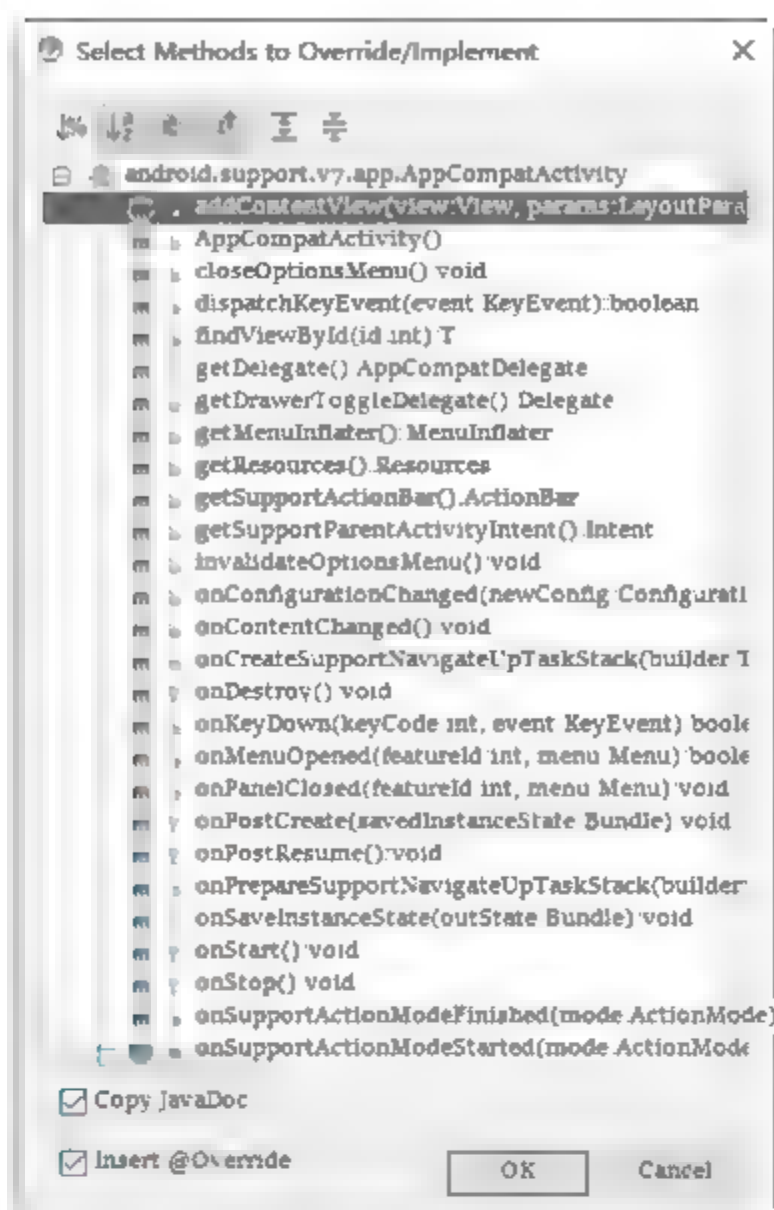 Select Methods to Override/Implement
android.support.v7.app.AppCompatActivity
addContentView(view:View, params:LayoutPara
AppCompatActivity()
closeOptionsMenu() void
dispatchKeyEvent(event KeyEvent):boolean
findViewById(id int) T
getDelegate() AppCompatDelegate
getDrawerToggleDelegate() Delegate
getMenuInflater(): MenuInflater
getResources().Resources
getSupportActionBar().ActionBar
getSupportParentActivityIntent().Intent
invalidateOptionsMenu():void
onConfigurationChanged(newConfig Configurati
onContentChanged() void
onCreateSupportNavigateUpTaskStack(builder T
onDestroy() void
onKeyDown(keyCode int, event KeyEvent) boole
onMenuOpened(featureId int, menu Menu) boole
onPanelClosed(featureId int, menu Menu) void
onPostCreate(savedInstanceState Bundle) void
onPostResume():void
onPrepareSupportNavigateUpTaskStack(builder
onSaveInstanceState(outState Bundle) void
onStart() void
onStop() void
onSupportActionModeFinished(mode ActionMode)
onSupportActionModeStarted(mode ActionMode
Copy JavaDoc
Insert @Override
OK Cancel